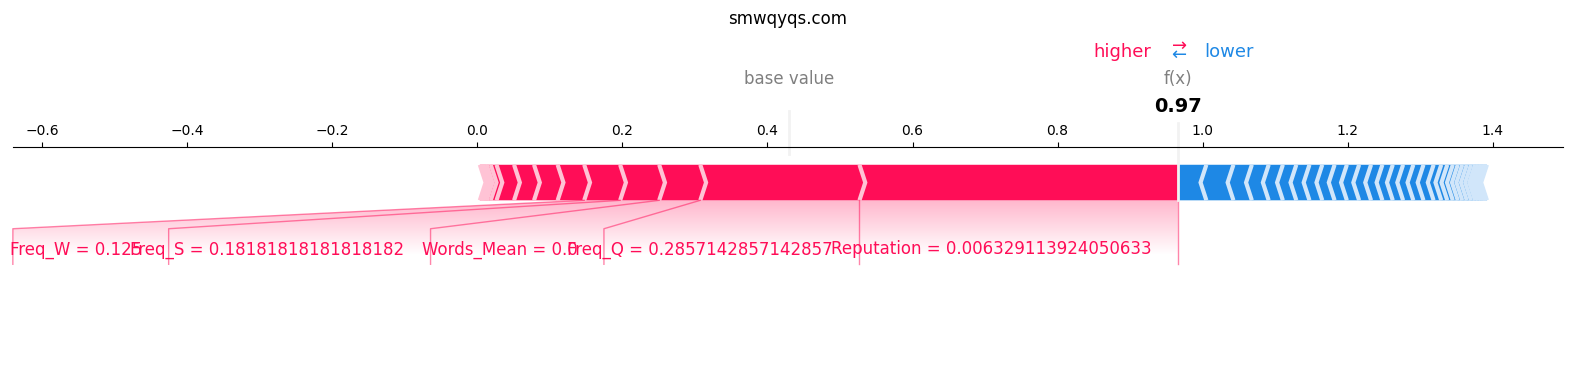 smwqyqs.com
higher ⇄ lower
base value f(x)
0.97
−0.6 −0.4 −0.2 0.0 0.2 0.4 0.6 0.8 1.0 1.2 1.4
Freq_W = 0.125 Freq_S = 0.18181818181818182 Words_Mean = 0.0 Freq_Q = 0.2857142857142857 Reputation = 0.006329113924050633